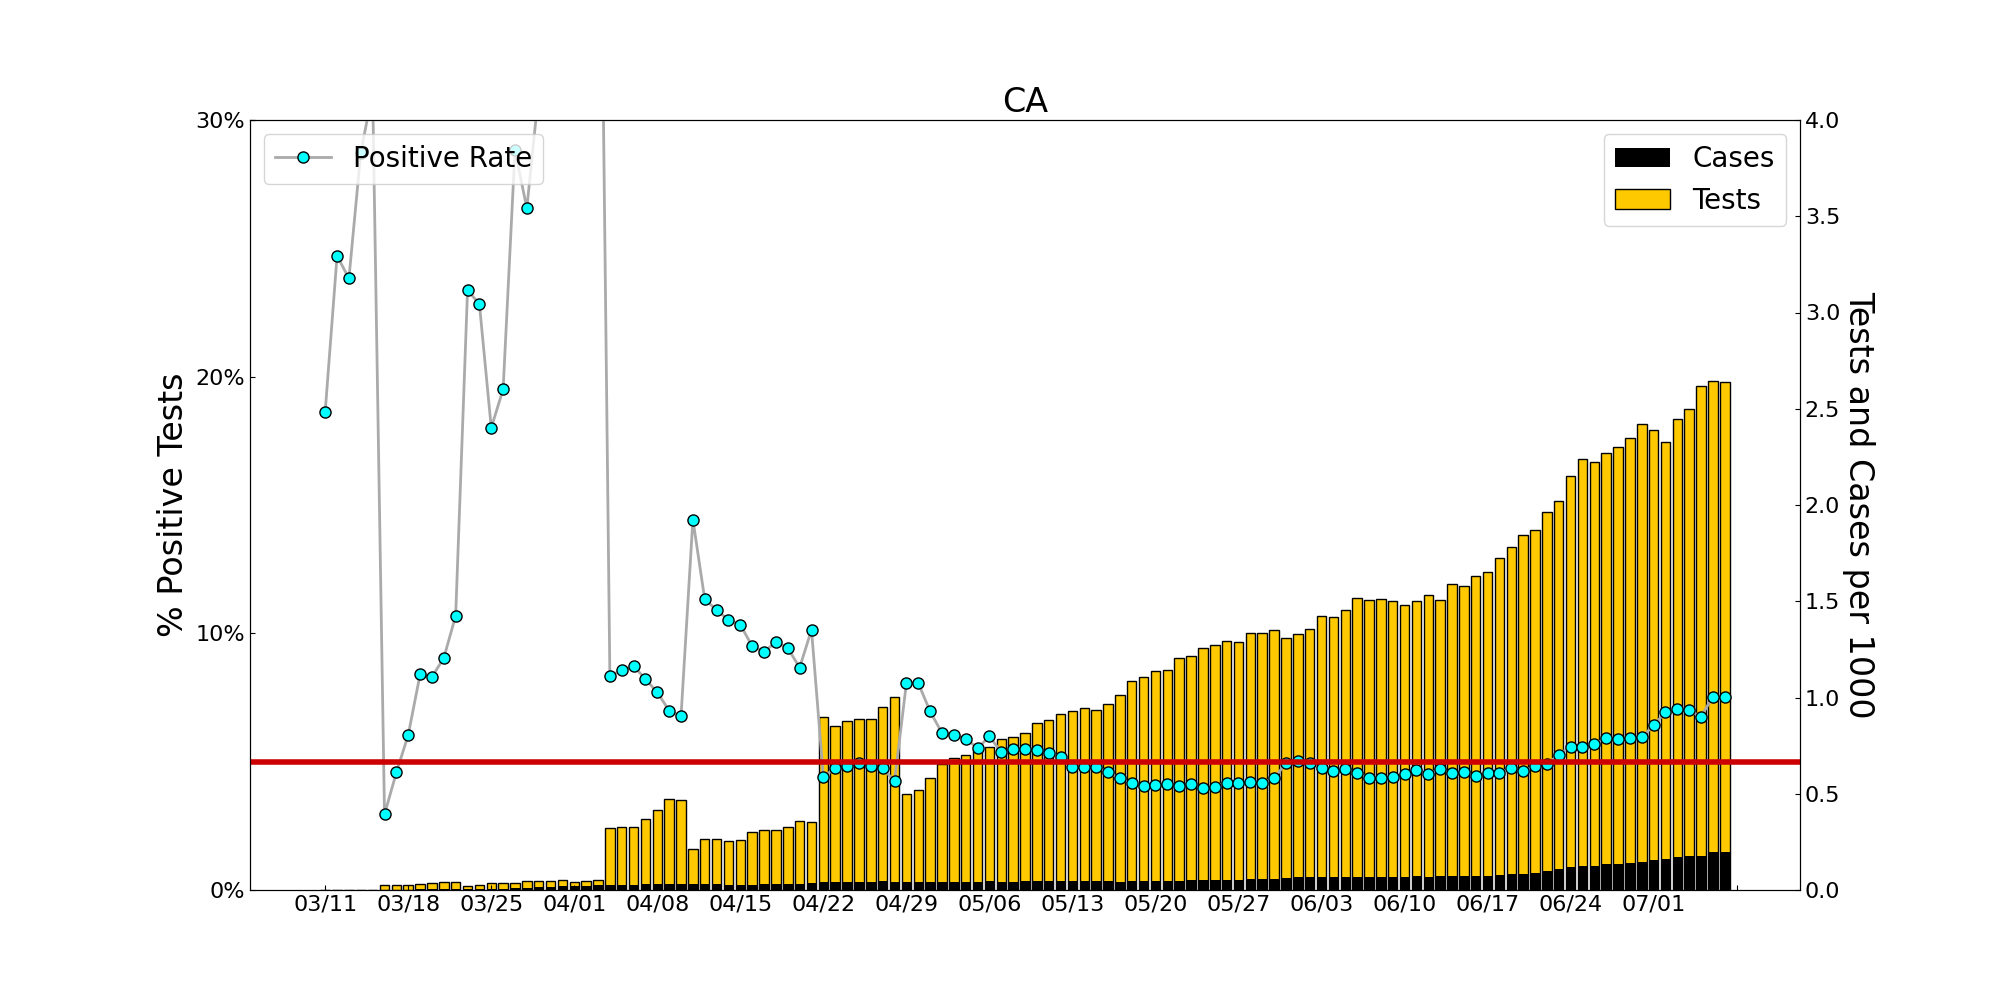 CA
Positive Rate
Cases
Tests
% Positive Tests
30%
20%
10%
0%
4.0
3.5
3.0
2.5
2.0
1.5
1.0
0.5
0.0
Tests and Cases per 1000
03/11 03/18 03/25 04/01 04/08 04/15 04/22 04/29 05/06 05/13 05/20 05/27 06/03 06/10 06/17 06/24 07/01